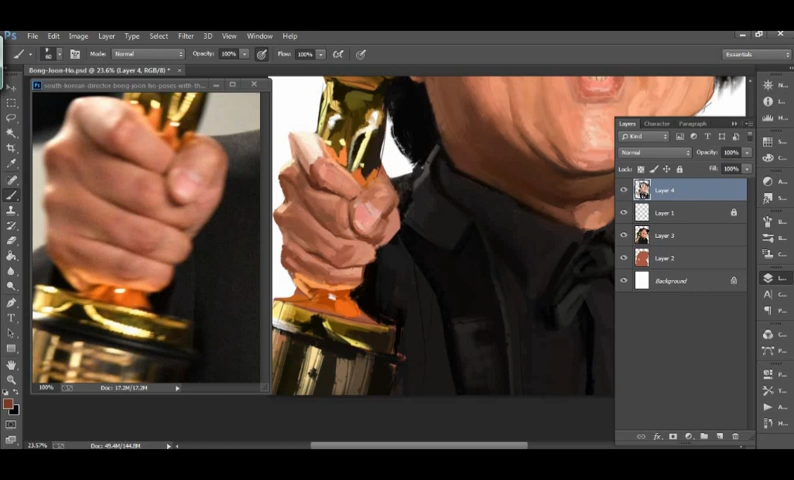 Ps File Edit Image Layer Type Select Filter 3D View Window Help
60 Mode: Normal Opacity: 100% Flow: 100% Essentials
Bong-Joon-Ho.psd @ 23.6% (Layer 4, RGB/8) *
south-korean-director-bong-joon-ho-poses-with-th...
Layers Character Paragraph
Kind
Normal Opacity: 100%
Lock: Fill: 100%
Layer 4
Layer 1
Layer 3
Layer 2
Background
100% Doc: 17.2M/17.2M
23.57% Doc: 49.4M/144.8M
N...
I...
H...
S...
C...
A...
S...
B...
B...
T...
L...
C...
P...
C...
P...
P...
T...
A...
H...